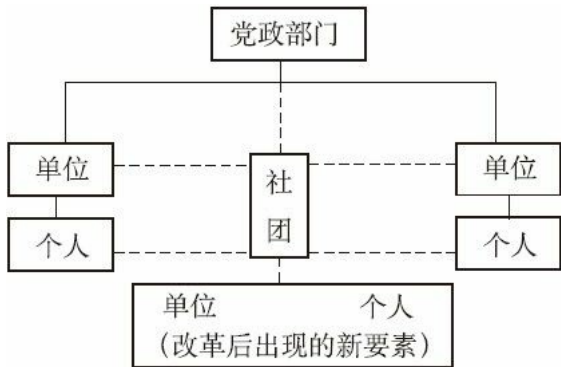 党政部门
单位
社团
单位
个人
个人
单位 个人
（改革后出现的新要素）